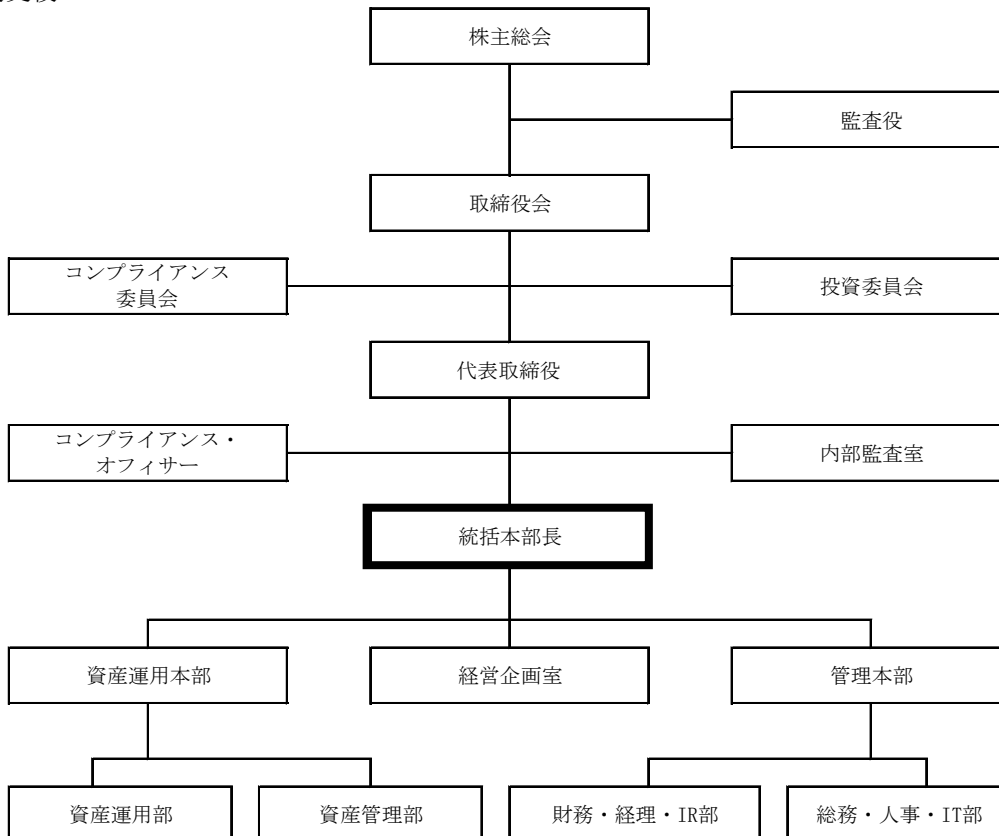 株主総会
監査役
取締役会
コンプライアンス
委員会
投資委員会
代表取締役
コンプライアンス・
オフィサー
内部監査室
統括本部長
資産運用本部
経営企画室
管理本部
資産運用部
資産管理部
財務・経理・IR部
総務・人事・IT部